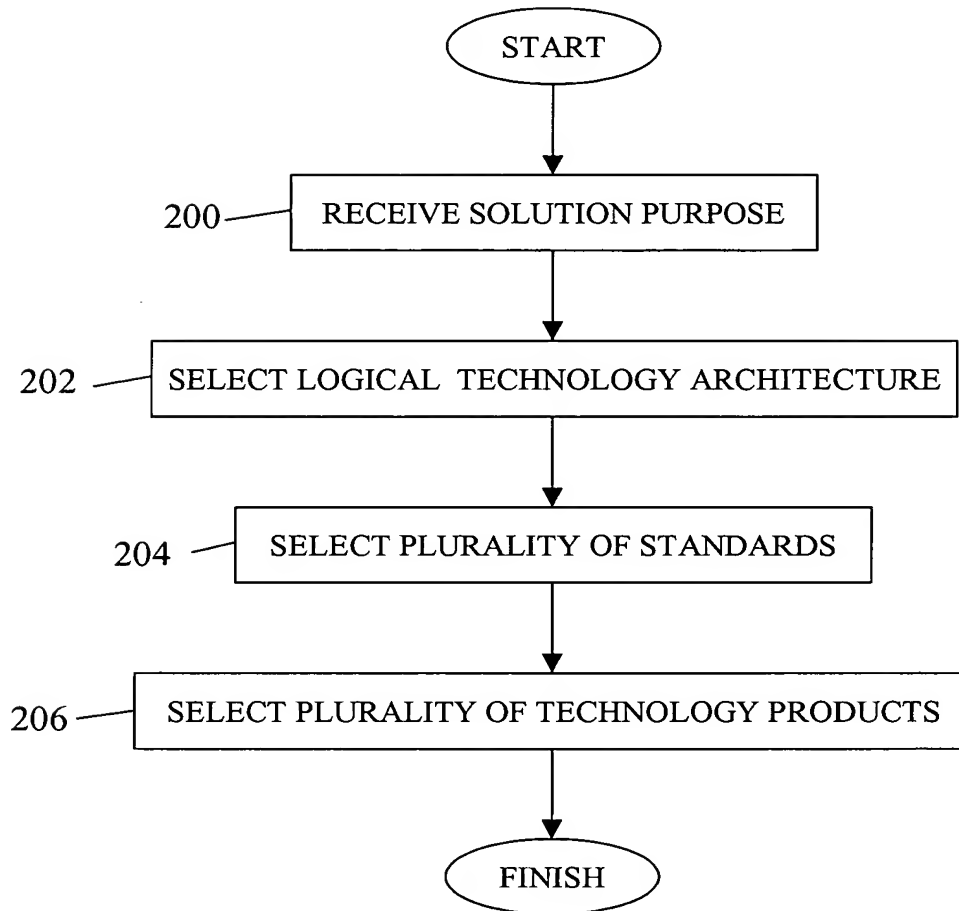 START
200 RECEIVE SOLUTION PURPOSE
202 SELECT LOGICAL TECHNOLOGY ARCHITECTURE
204 SELECT PLURALITY OF STANDARDS
206 SELECT PLURALITY OF TECHNOLOGY PRODUCTS
FINISH